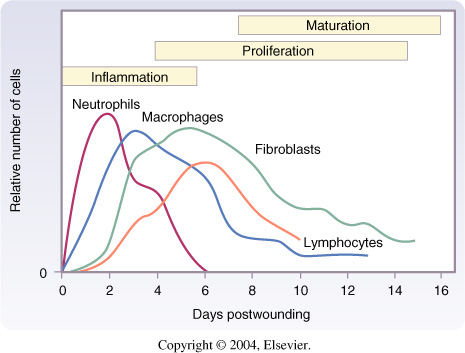 Maturation
Proliferation
Inflammation
Neutrophils
Macrophages
Fibroblasts
Lymphocytes
Relative number of cells
0
0 2 4 6 8 10 12 14 16
Days postwounding
Copyright © 2004, Elsevier.